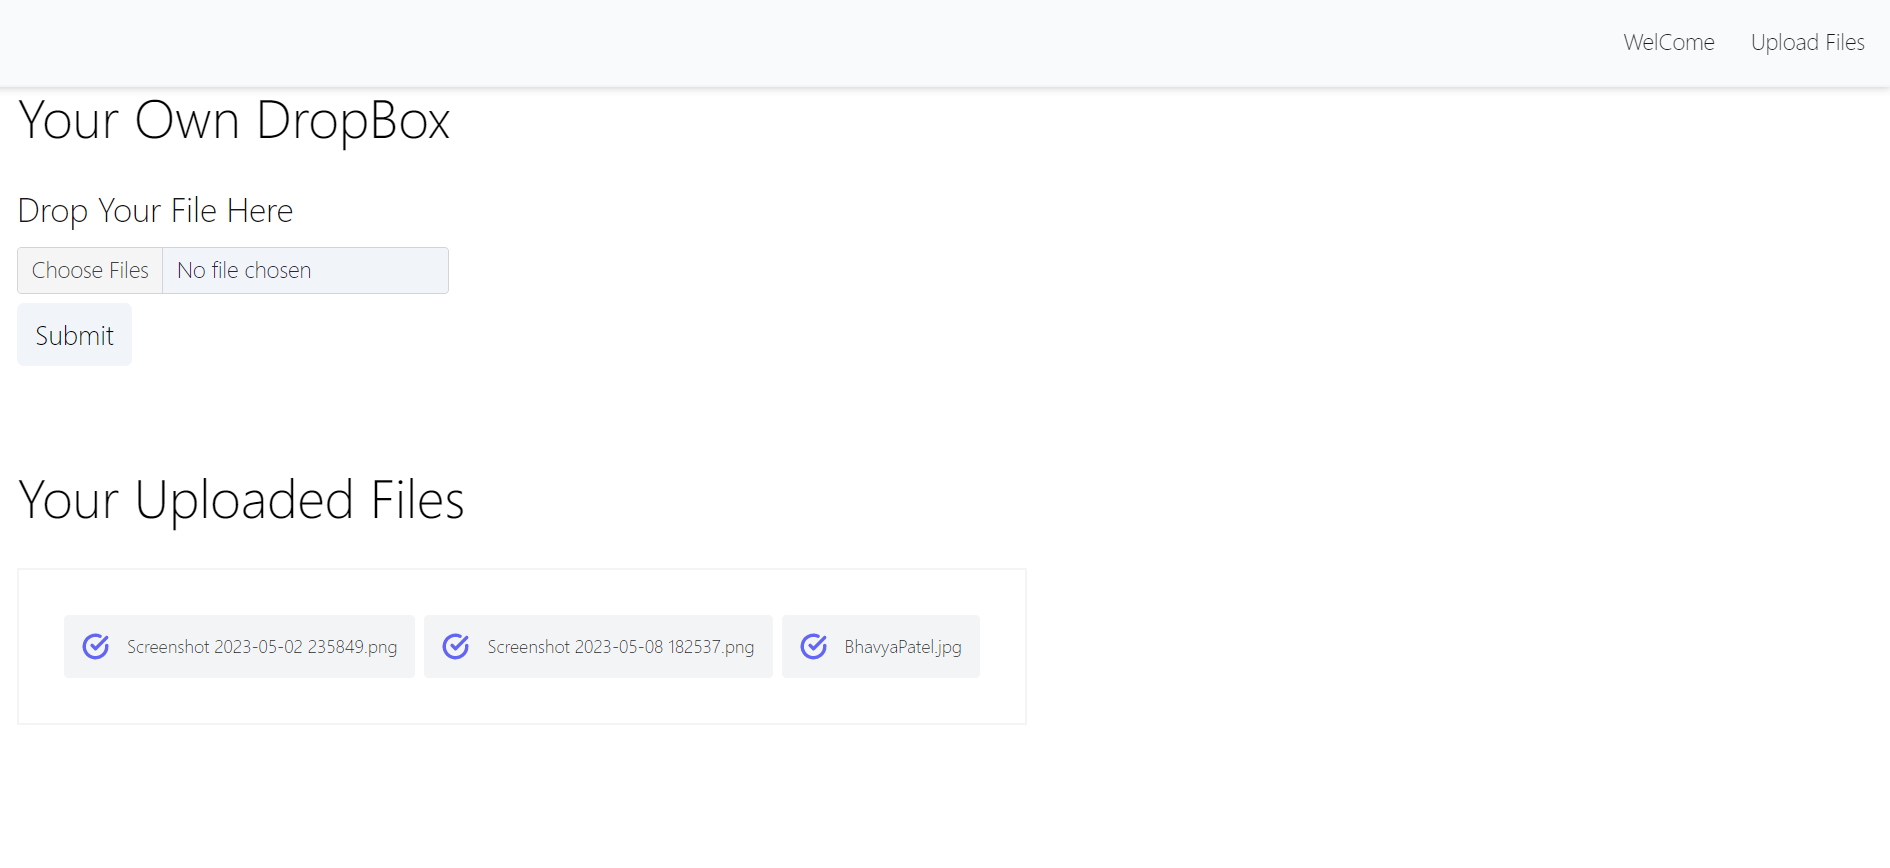 WelCome Upload Files
Your Own DropBox
Drop Your File Here
Choose Files No file chosen
Submit
Your Uploaded Files
Screenshot 2023-05-02 235849.png Screenshot 2023-05-08 182537.png BhavyaPatel.jpg